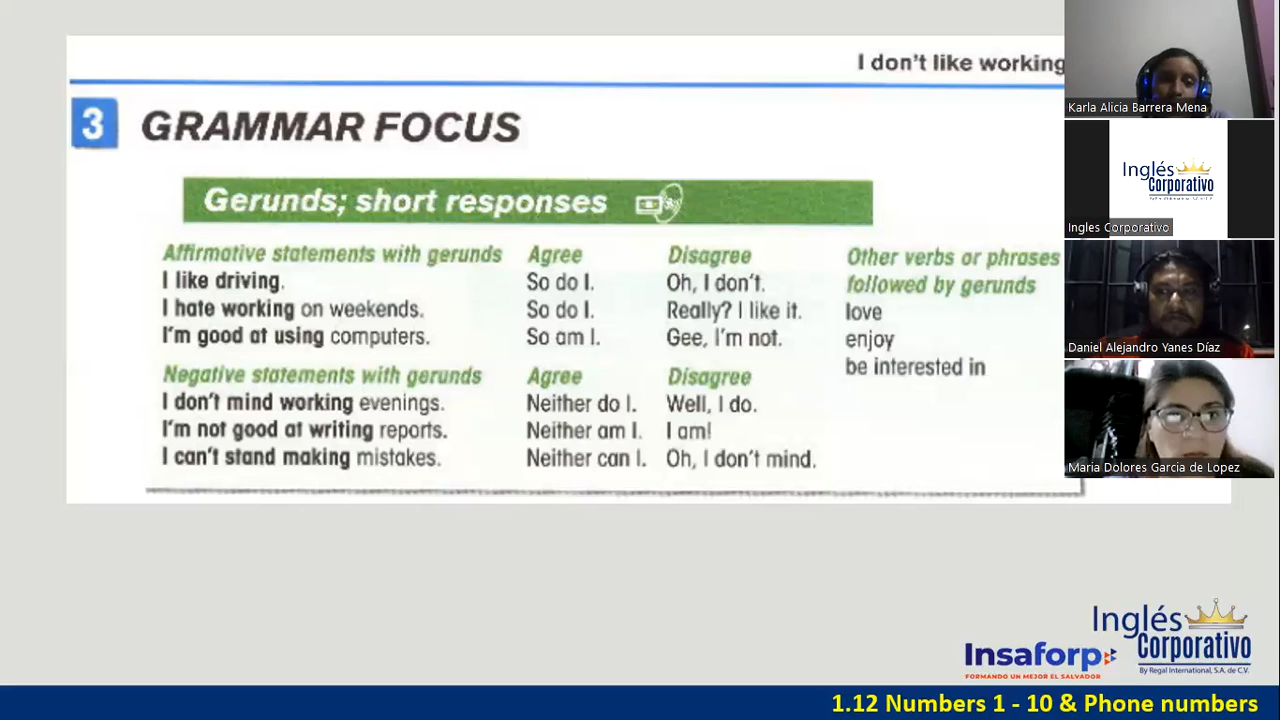 I don't like working
3 GRAMMAR FOCUS
Gerunds; short responses
Affirmative statements with gerunds Agree Disagree Other verbs or phrases
I like driving. So do I. Oh, I don't. followed by gerunds
I hate working on weekends. So do I. Really? I like it. love
I'm good at using computers. So am I. Gee, I'm not. enjoy
be interested in
Negative statements with gerunds Agree Disagree
I don't mind working evenings. Neither do I. Well, I do.
I'm not good at writing reports. Neither am I. I am!
I can't stand making mistakes. Neither can I. Oh, I don't mind.
Karla Alicia Barrera Mena
Inglés
Corporativo
Ingles Corporativo
Daniel Alejandro Yanes Díaz
Maria Dolores Garcia de Lopez
Insaforp
FORMANDO UN MEJOR EL SALVADOR
Inglés
Corporativo
By Regal International, S.A. de C.V.
1.12 Numbers 1 - 10 & Phone numbers